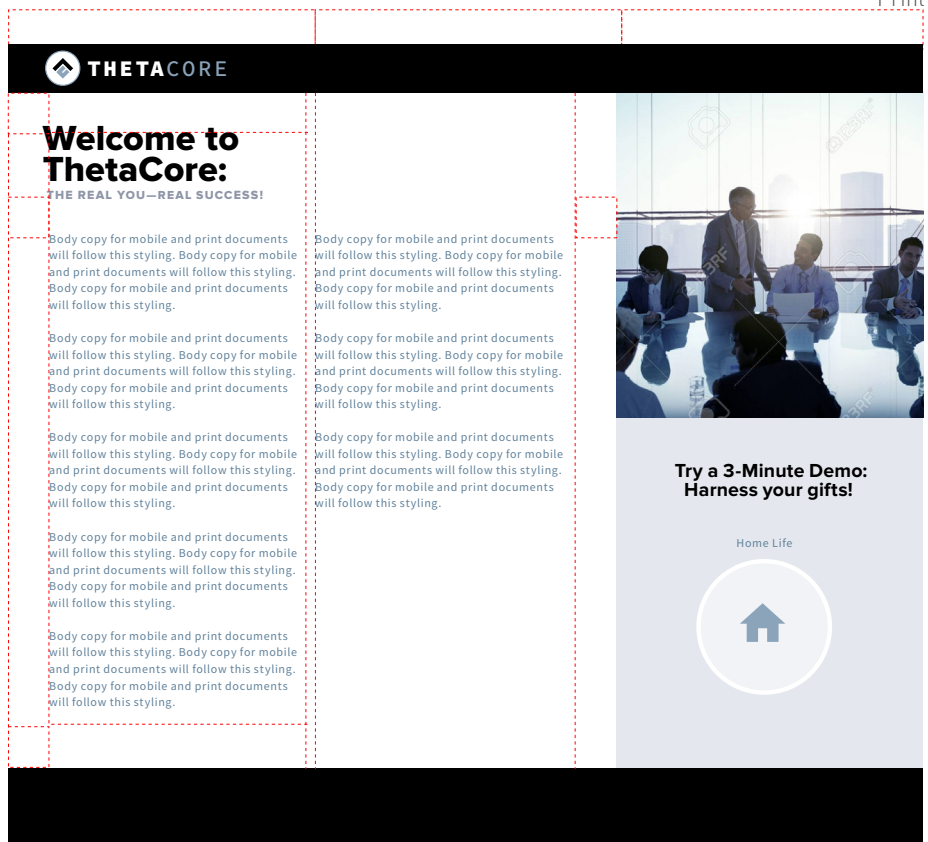 THETACORE
Welcome to
ThetaCore:
THE REAL YOU—REAL SUCCESS!
Body copy for mobile and print documents
will follow this styling. Body copy for mobile
and print documents will follow this styling.
Body copy for mobile and print documents
will follow this styling.
Body copy for mobile and print documents
will follow this styling. Body copy for mobile
and print documents will follow this styling.
Body copy for mobile and print documents
will follow this styling.
Body copy for mobile and print documents
will follow this styling. Body copy for mobile
and print documents will follow this styling.
Body copy for mobile and print documents
will follow this styling.
Body copy for mobile and print documents
will follow this styling. Body copy for mobile
and print documents will follow this styling.
Body copy for mobile and print documents
will follow this styling.
Body copy for mobile and print documents
will follow this styling. Body copy for mobile
and print documents will follow this styling.
Body copy for mobile and print documents
will follow this styling.
Body copy for mobile and print documents
will follow this styling. Body copy for mobile
and print documents will follow this styling.
Body copy for mobile and print documents
will follow this styling.
Body copy for mobile and print documents
will follow this styling. Body copy for mobile
and print documents will follow this styling.
Body copy for mobile and print documents
will follow this styling.
Body copy for mobile and print documents
will follow this styling. Body copy for mobile
and print documents will follow this styling.
Body copy for mobile and print documents
will follow this styling.
123RF
Try a 3-Minute Demo:
Harness your gifts!
Home Life